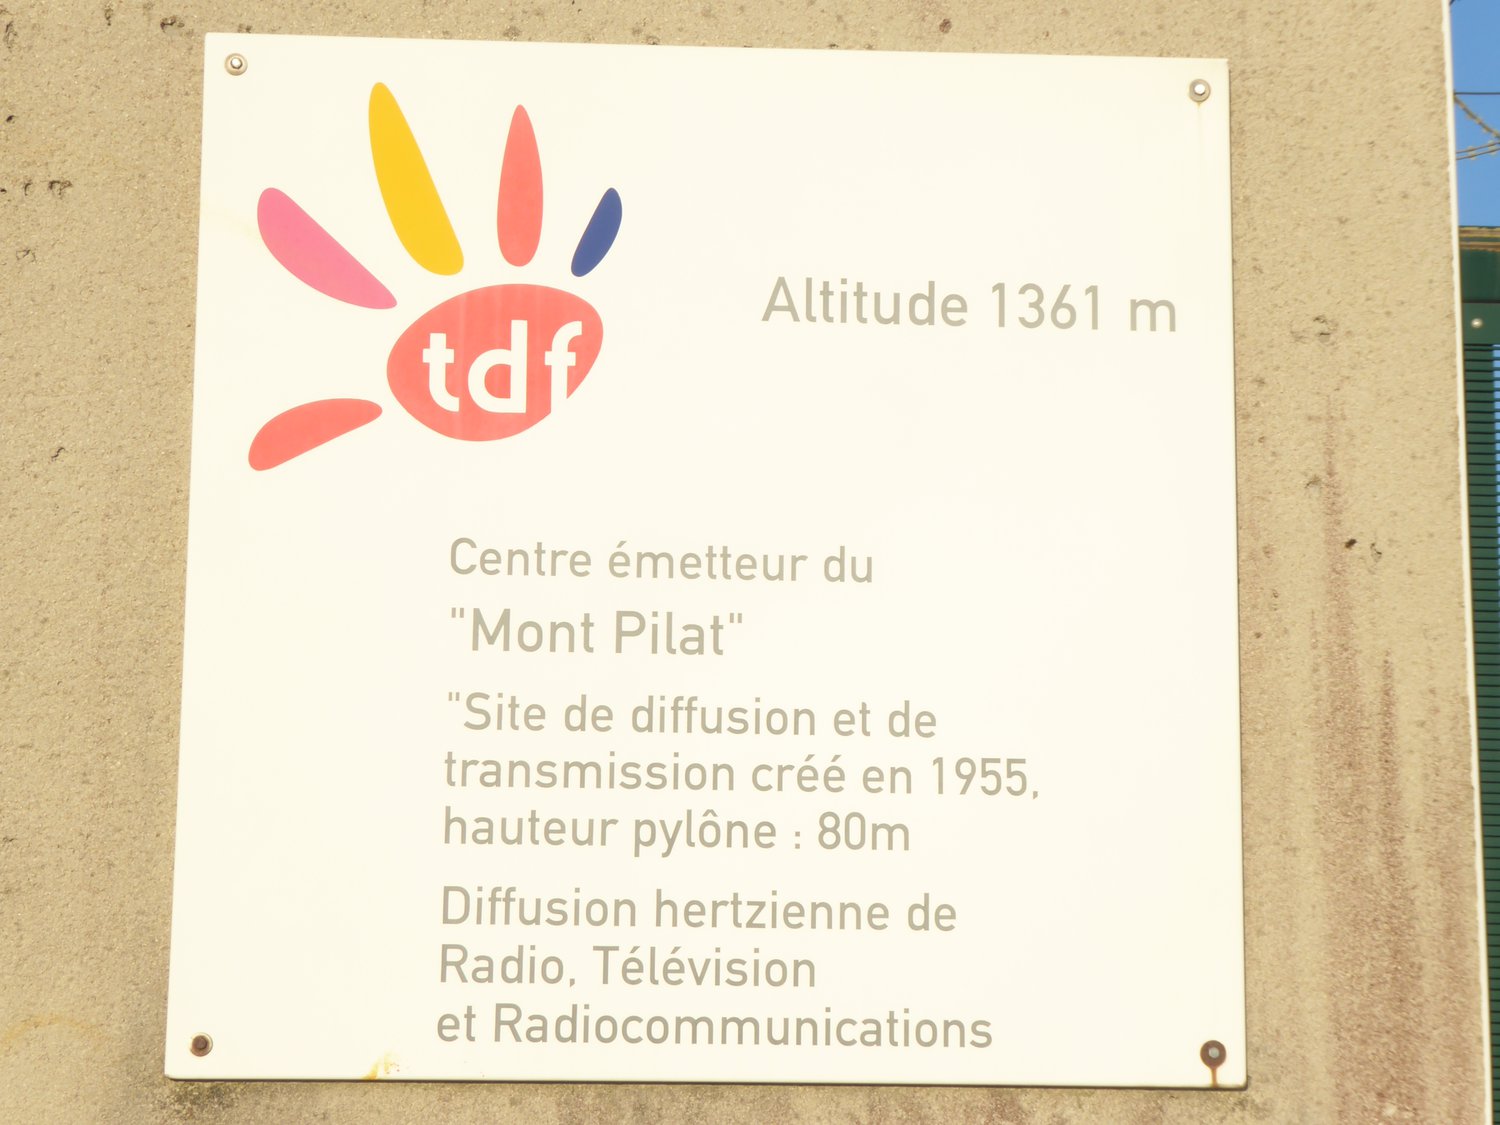 tdf
Altitude 1361 m
Centre émetteur du
"Mont Pilat"
"Site de diffusion et de
transmission créé en 1955,
hauteur pylône : 80m
Diffusion hertzienne de
Radio, Télévision
et Radiocommunications